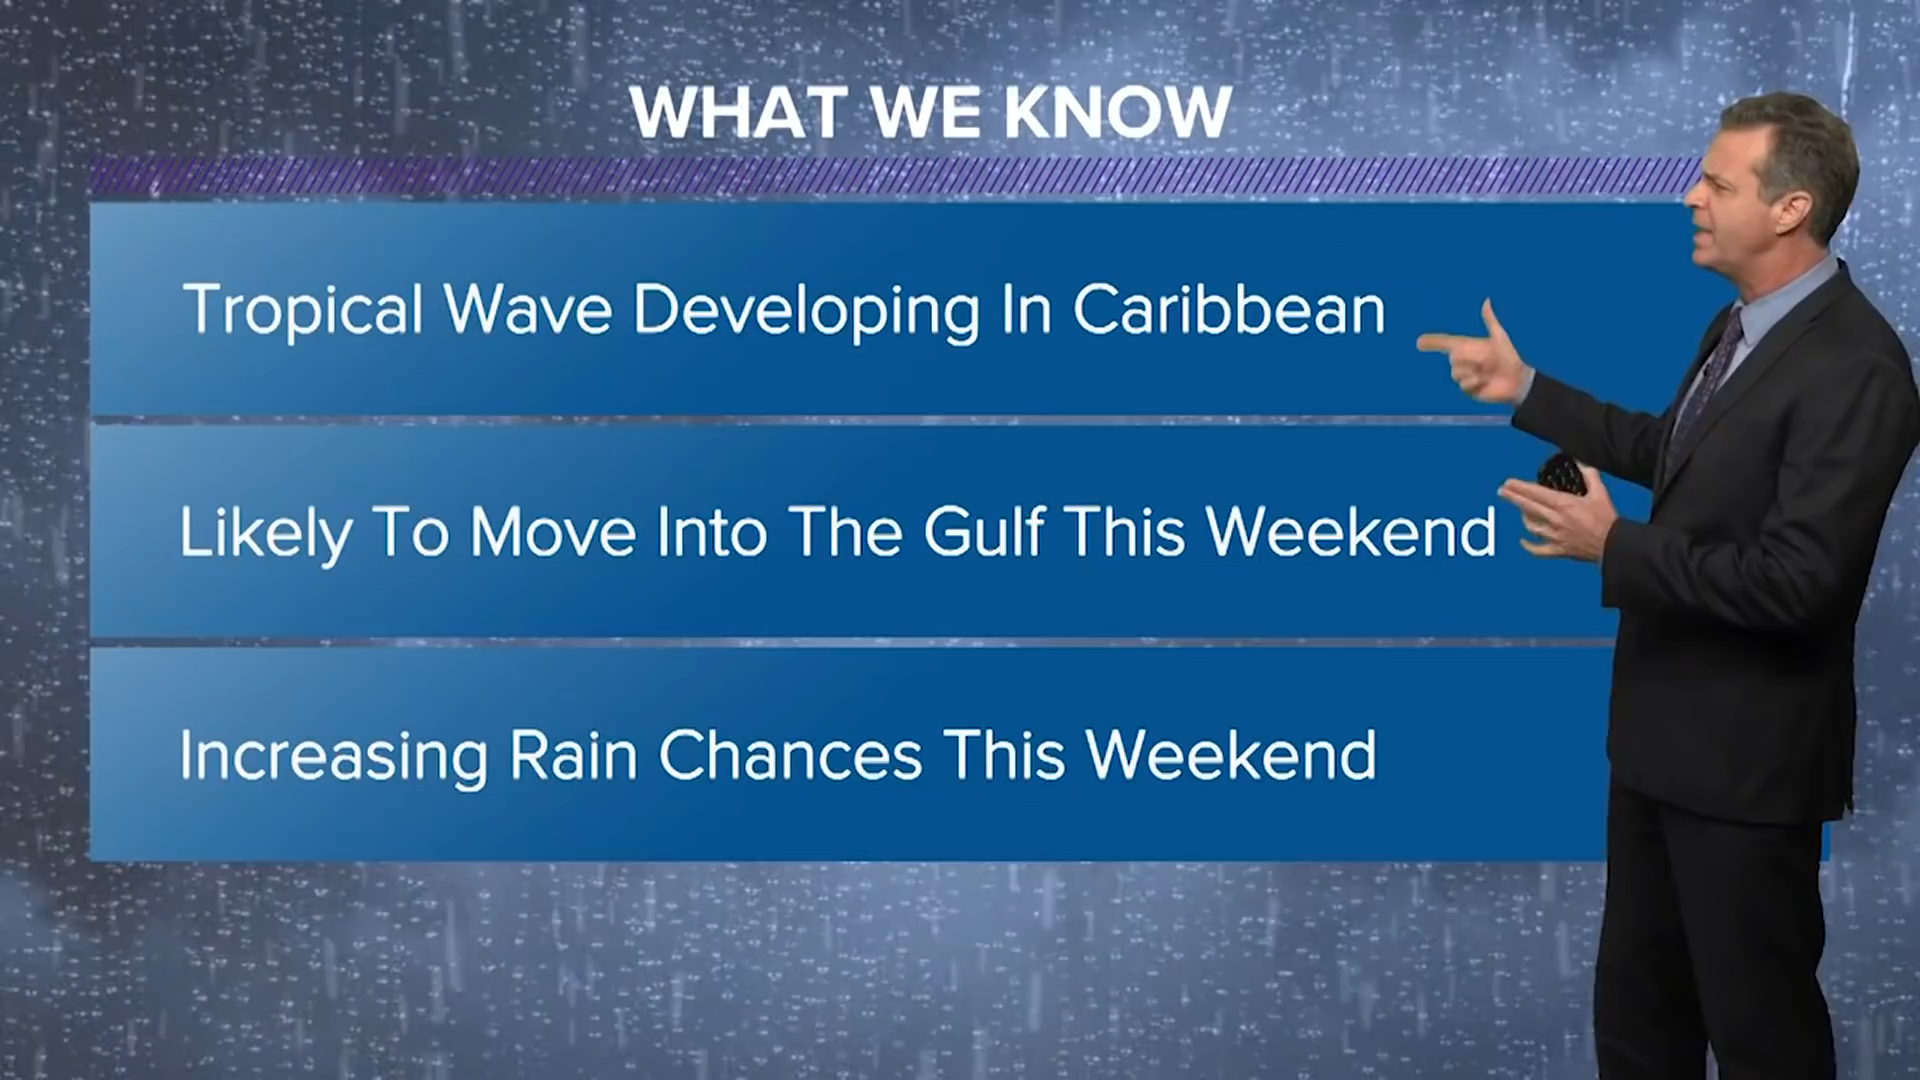 WHAT WE KNOW
Tropical Wave Developing In Caribbean
Likely To Move Into The Gulf This Weekend
Increasing Rain Chances This Weekend